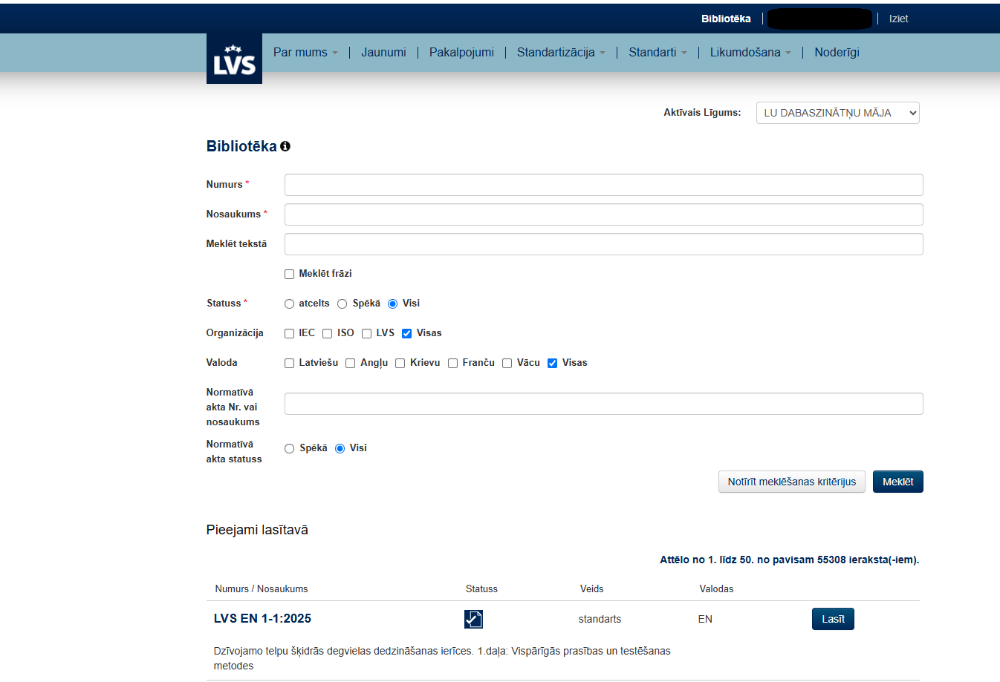 Bibliotēka | | Iziet
LVS
Par mums | Jaunumi | Pakalpojumi | Standartizācija | Standarti | Likumdošana | Noderīgi
Aktīvais Līgums: LU DABASZINĀTŅU MĀJA
Bibliotēka
Numurs *
Nosaukums *
Meklēt tekstā
Meklēt frāzi
Statuss * atcelts Spēkā Visi
Organizācija IEC ISO LVS Visas
Valoda Latviešu Angļu Krievu Franču Vācu Visas
Normatīvā
akta Nr. vai
nosaukums
Normatīvā
akta statuss
Spēkā Visi
Notīrīt meklēšanas kritērijus Meklēt
Pieejami lasītavā
Attēlo no 1. līdz 50. no pavisam 55308 ieraksta(-iem).
Numurs / Nosaukums Statuss Veids Valodas
LVS EN 1-1:2025 standarts EN Lasīt
Dzīvojamo telpu šķidrās degvielas dedzināšanas ierīces. 1.daļa: Vispārīgās prasības un testēšanas
metodes